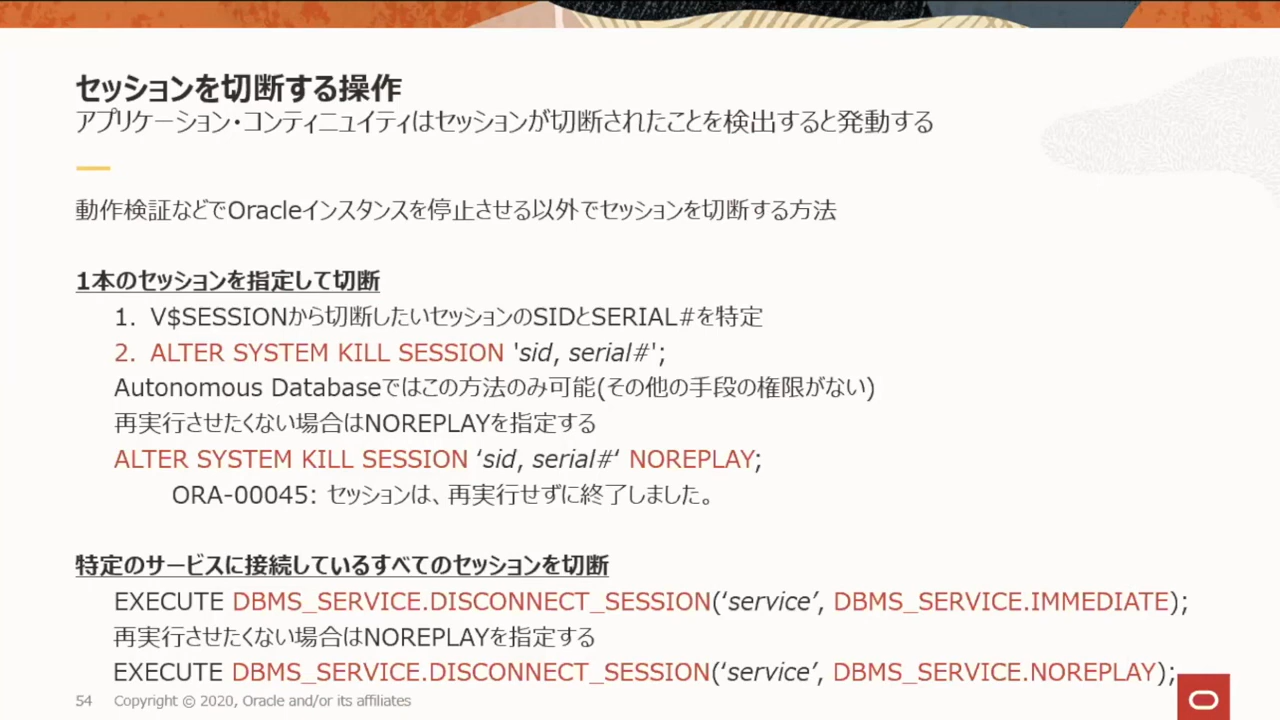 セッションを切断する操作
アプリケーション・コンティニュイティはセッションが切断されたことを検出すると発動する
動作検証などでOracleインスタンスを停止させる以外でセッションを切断する方法
1本のセッションを指定して切断
1. V$SESSIONから切断したいセッションのSIDとSERIAL#を特定
2. ALTER SYSTEM KILL SESSION 'sid, serial#';
Autonomous Databaseではこの方法のみ可能(その他の手段の権限がない)
再実行させたくない場合はNOREPLAYを指定する
ALTER SYSTEM KILL SESSION ‘sid, serial#‘ NOREPLAY;
ORA-00045: セッションは、再実行せずに終了しました。
特定のサービスに接続しているすべてのセッションを切断
EXECUTE DBMS_SERVICE.DISCONNECT_SESSION(‘service’, DBMS_SERVICE.IMMEDIATE);
再実行させたくない場合はNOREPLAYを指定する
EXECUTE DBMS_SERVICE.DISCONNECT_SESSION(‘service’, DBMS_SERVICE.NOREPLAY);
54 Copyright © 2020, Oracle and/or its affiliates